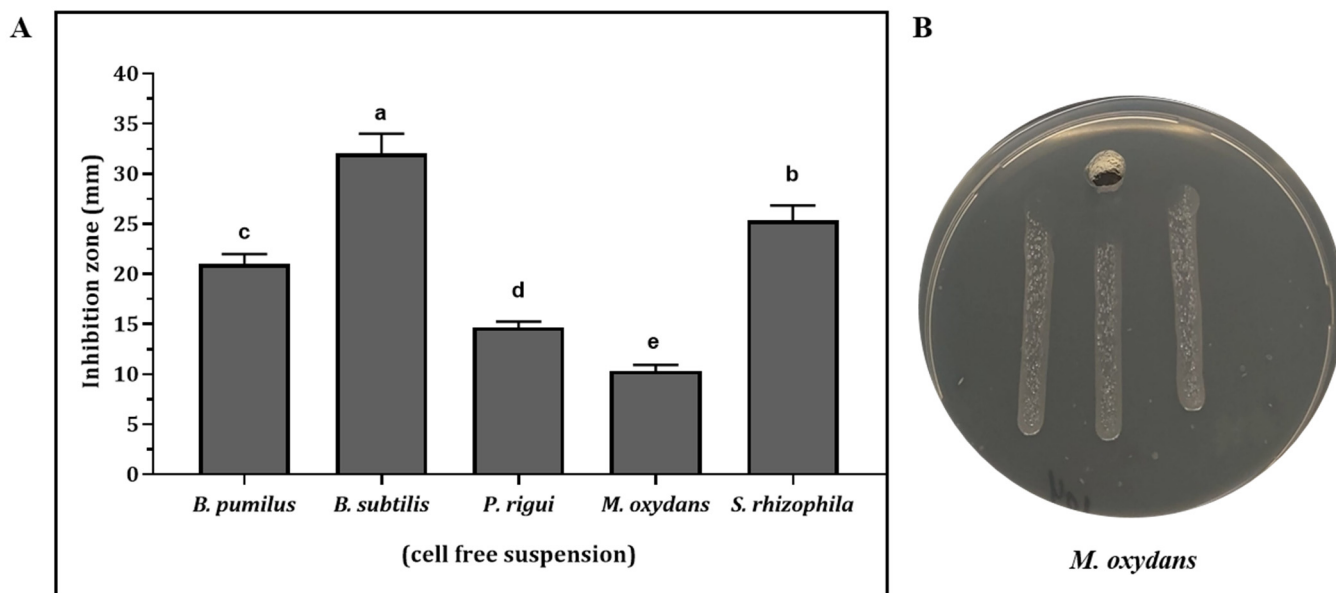 A
B
Inhibition zone (mm)
40
35
30
25
20
15
10
5
0
c
a
d
e
b
B. pumilus
B. subtilis
P. rigui
M. oxydans
S. rhizophila
(cell free suspension)
M. oxydans